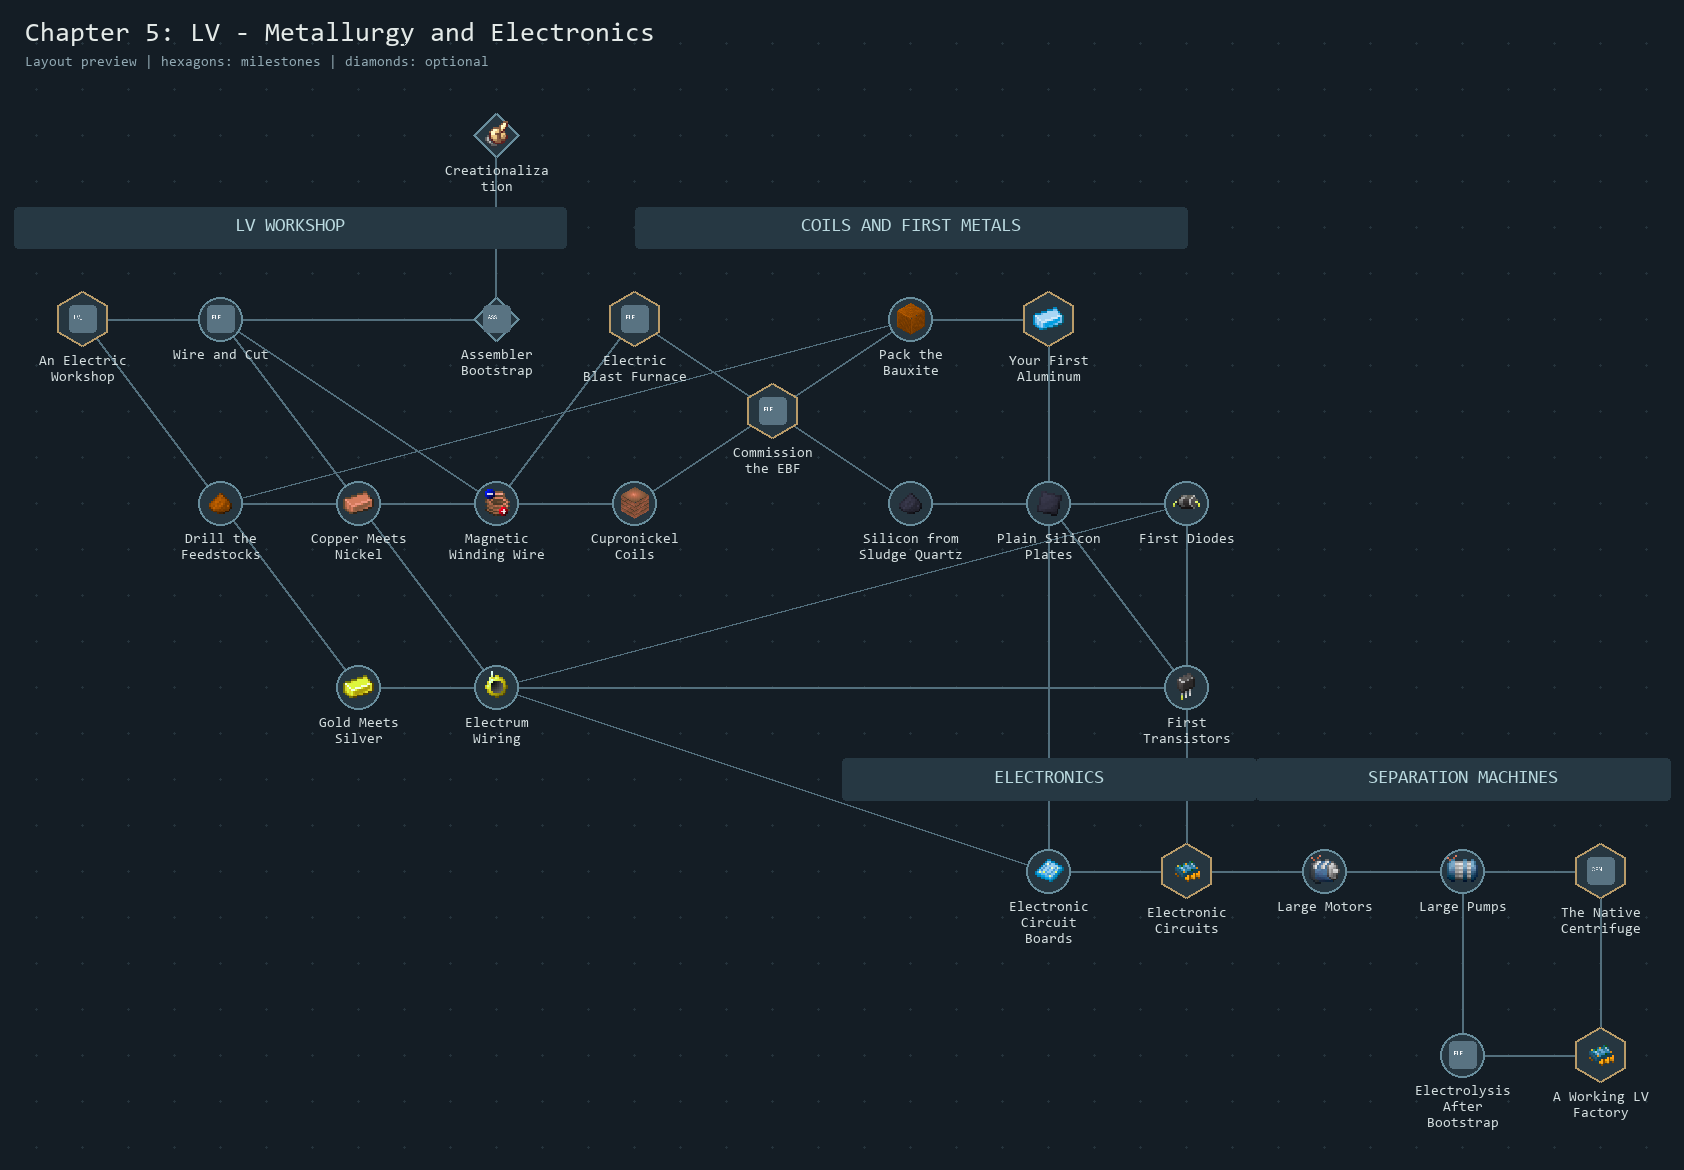 Chapter 5: LV - Metallurgy and Electronics
Layout preview | hexagons: milestones | diamonds: optional
Creationaliza
tion
LV WORKSHOP
COILS AND FIRST METALS
An Electric
Workshop
Wire and Cut
Assembler
Bootstrap
Electric
Blast Furnace
Pack the
Bauxite
Your First
Aluminum
Commission
the EBF
Drill the
Feedstocks
Copper Meets
Nickel
Magnetic
Winding Wire
Cupronickel
Coils
Silicon from
Sludge Quartz
Plain Silicon
Plates
First Diodes
Gold Meets
Silver
Electrum
Wiring
First
Transistors
ELECTRONICS
SEPARATION MACHINES
Electronic
Circuit
Boards
Electronic
Circuits
Large Motors
Large Pumps
The Native
Centrifuge
Electrolysis
After
Bootstrap
A Working LV
Factory